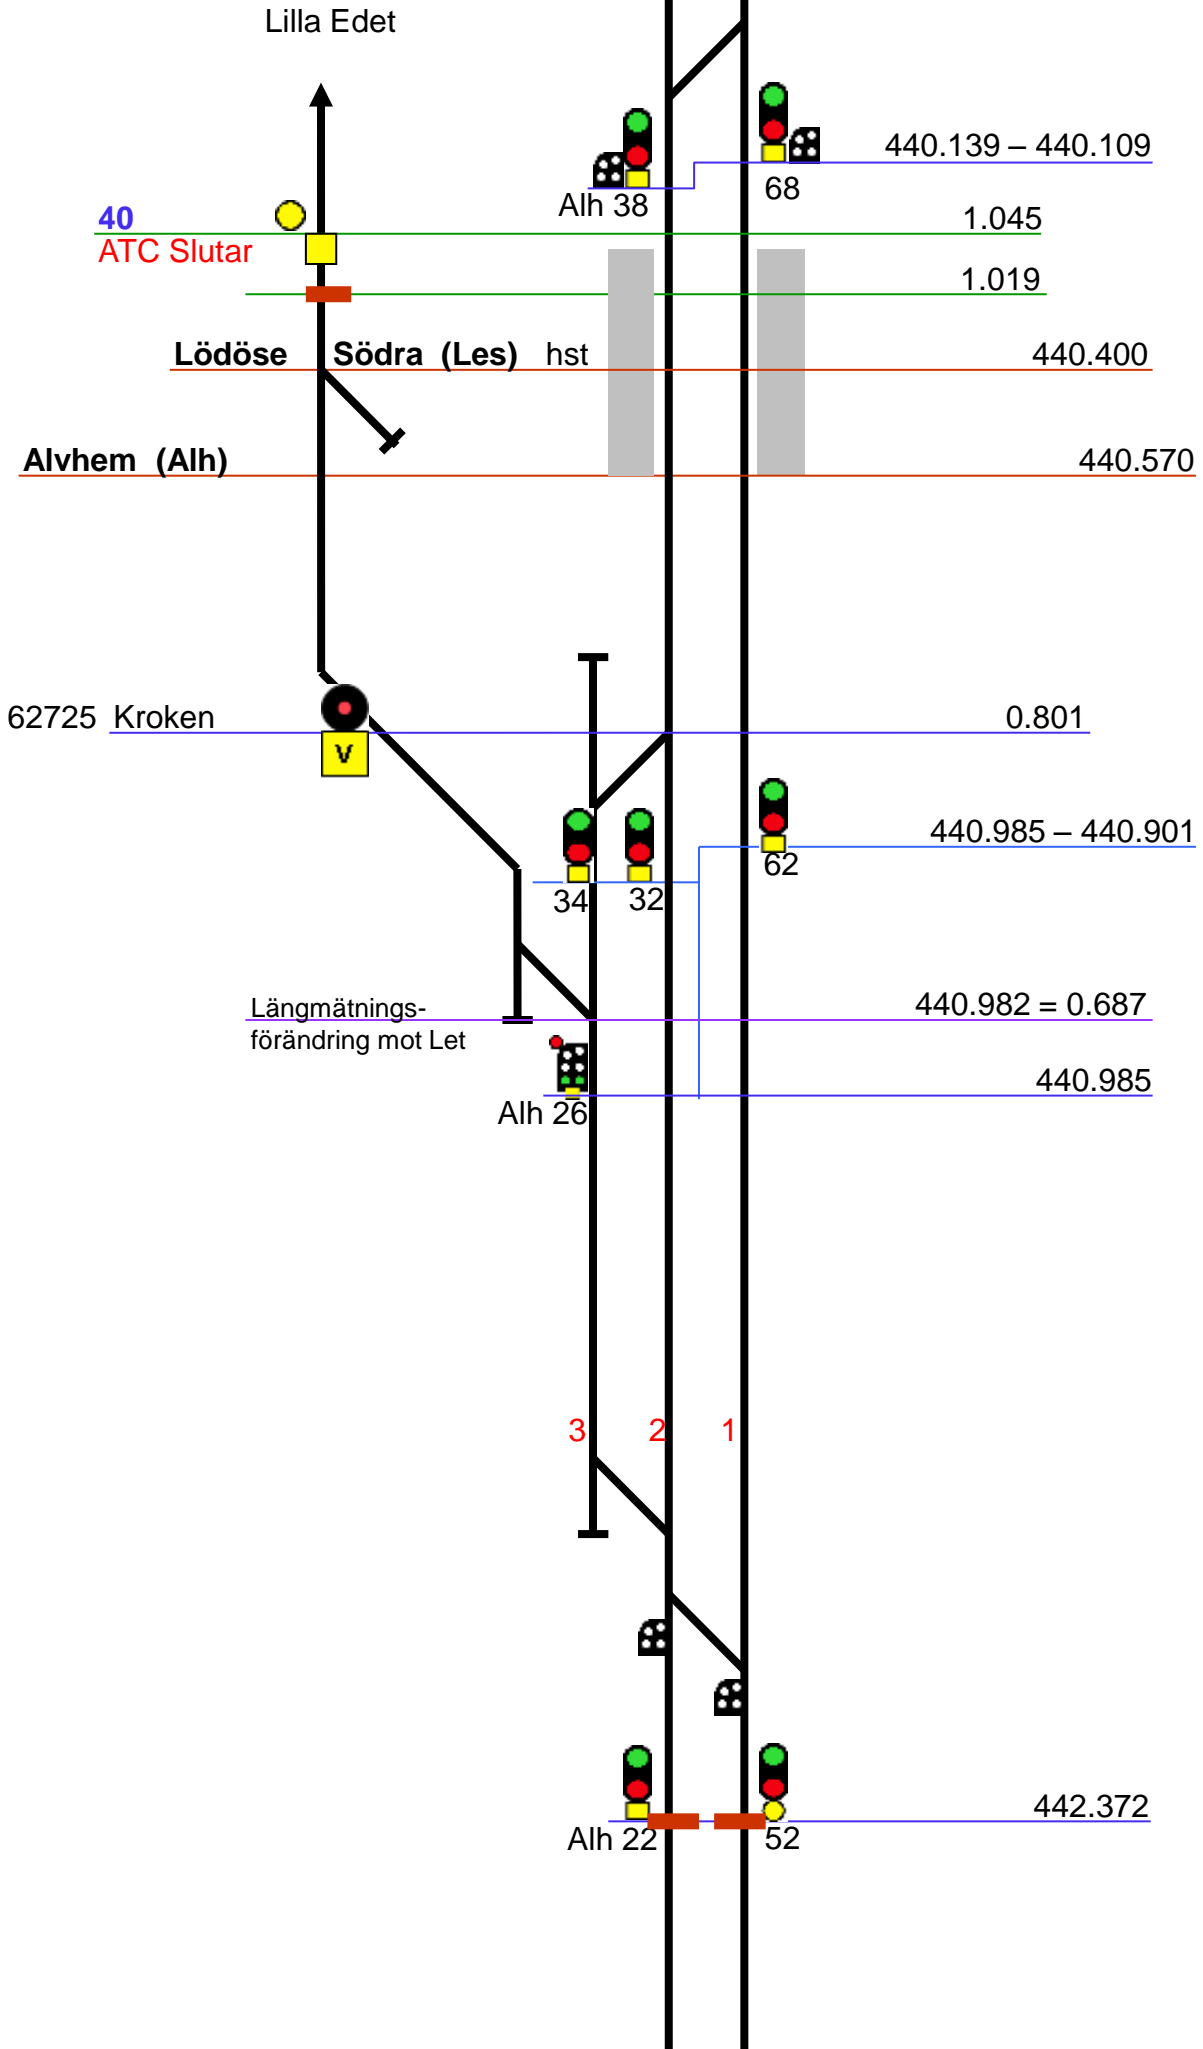 Lilla Edet
440.139 – 440.109
68
Alh 38
40
1.045
ATC Slutar
1.019
Lödöse Södra (Les) hst
440.400
Alvhem (Alh)
440.570
62725 Kroken
0.801
V
440.985 – 440.901
62
34
32
Längmätnings-
förändring mot Let
440.982 = 0.687
440.985
Alh 26
3
2
1
442.372
Alh 22
52